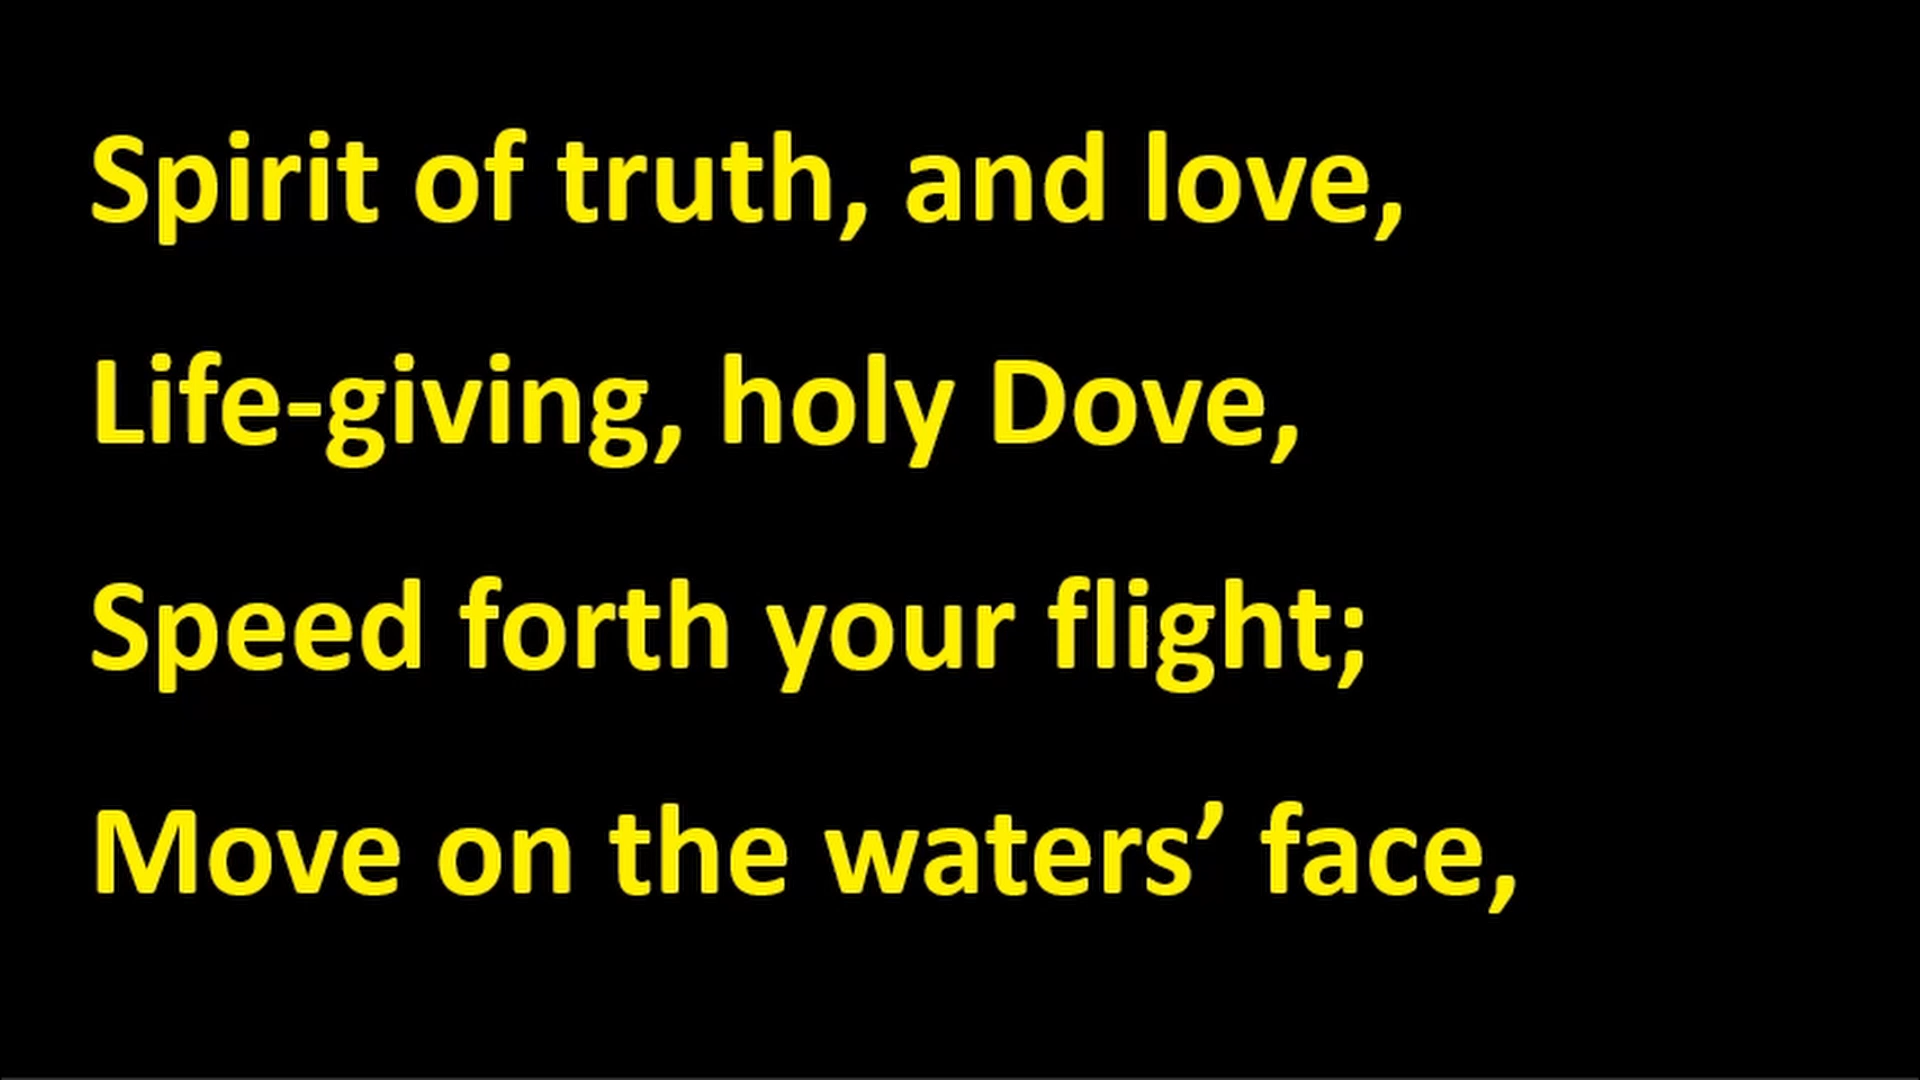 Spirit of truth, and love,
Life-giving, holy Dove,
Speed forth your flight;
Move on the waters’ face,